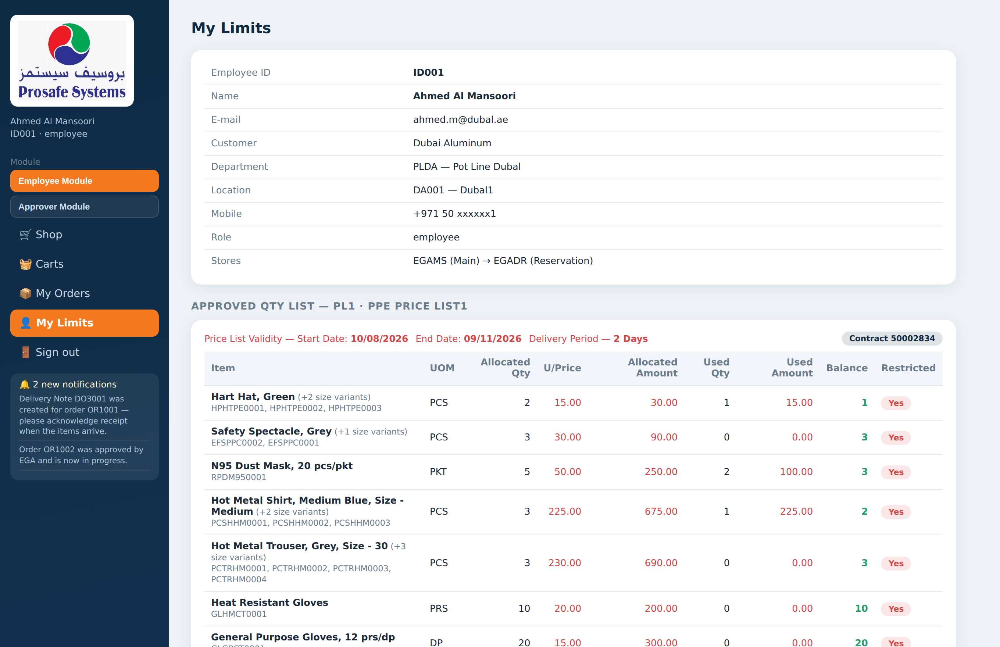 بروسيف سيستمز
Prosafe Systems
Ahmed Al Mansoori
ID001 · employee
Module
Employee Module
Approver Module
🛒 Shop
🧺 Carts
📦 My Orders
👤 My Limits
🚪 Sign out
🔔 2 new notifications
Delivery Note DO3001 was
created for order OR1001 —
please acknowledge receipt
when the items arrive.
Order OR1002 was approved by
EGA and is now in progress.
My Limits
Employee ID ID001
Name Ahmed Al Mansoori
E-mail ahmed.m@dubal.ae
Customer Dubai Aluminum
Department PLDA — Pot Line Dubal
Location DA001 — Dubal1
Mobile +971 50 xxxxxx1
Role employee
Stores EGAMS (Main) → EGADR (Reservation)
APPROVED QTY LIST — PL1 · PPE PRICE LIST1
Price List Validity — Start Date: 10/08/2026 End Date: 09/11/2026 Delivery Period — 2 Days Contract 50002834
Item UOM Allocated Qty U/Price Allocated Amount Used Qty Used Amount Balance Restricted
Hart Hat, Green (+2 size variants)
HPHTPE0001, HPHTPE0002, HPHTPE0003
PCS 2 15.00 30.00 1 15.00 1 Yes
Safety Spectacle, Grey (+1 size variants)
EFSPPC0002, EFSPPC0001
PCS 3 30.00 90.00 0 0.00 3 Yes
N95 Dust Mask, 20 pcs/pkt
RPDM950001
PKT 5 50.00 250.00 2 100.00 3 Yes
Hot Metal Shirt, Medium Blue, Size -
Medium (+2 size variants)
PCSHHM0001, PCSHHM0002, PCSHHM0003
PCS 3 225.00 675.00 1 225.00 2 Yes
Hot Metal Trouser, Grey, Size - 30 (+3
size variants)
PCTRHM0001, PCTRHM0002, PCTRHM0003,
PCTRHM0004
PCS 3 230.00 690.00 0 0.00 3 Yes
Heat Resistant Gloves
GLHMCT0001
PRS 10 20.00 200.00 0 0.00 10 Yes
General Purpose Gloves, 12 prs/dp
DP 20 15.00 300.00 0 0.00 20 Yes